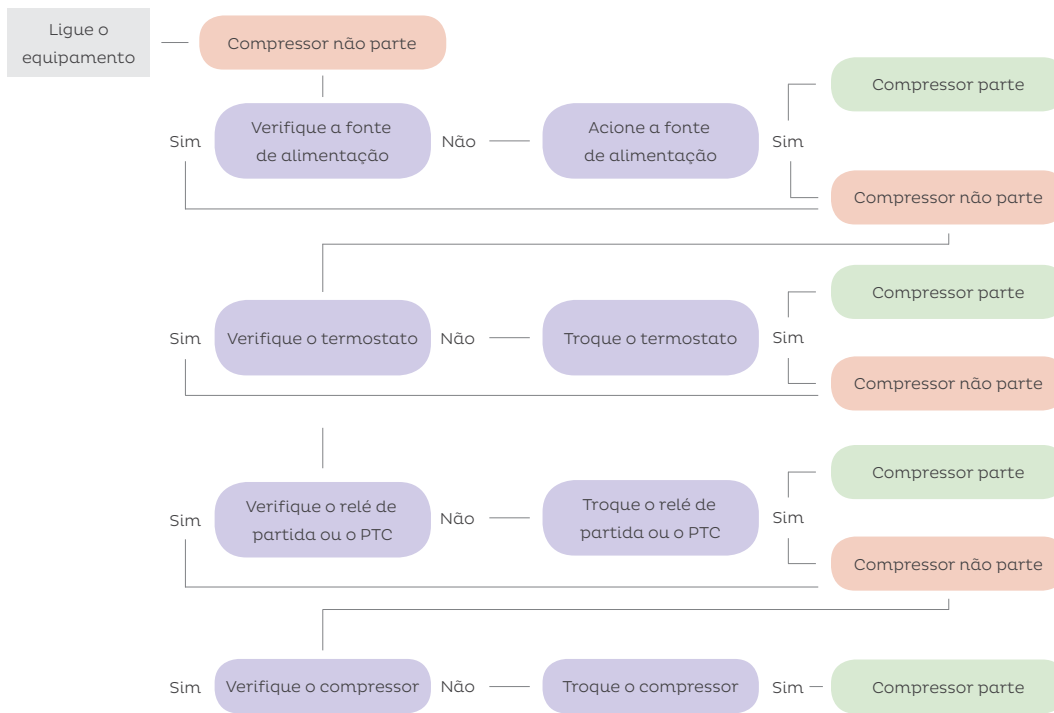 Ligue o
equipamento
Compressor não parte
Compressor parte
Sim
Verifique a fonte
de alimentação
Não
Acione a fonte
de alimentação
Sim
Compressor não parte
Compressor parte
Sim
Verifique o termostato
Não
Troque o termostato
Sim
Compressor não parte
Compressor parte
Sim
Verifique o relé de
partida ou o PTC
Não
Troque o relé de
partida ou o PTC
Sim
Compressor não parte
Sim
Verifique o compressor
Não
Troque o compressor
Sim
Compressor parte